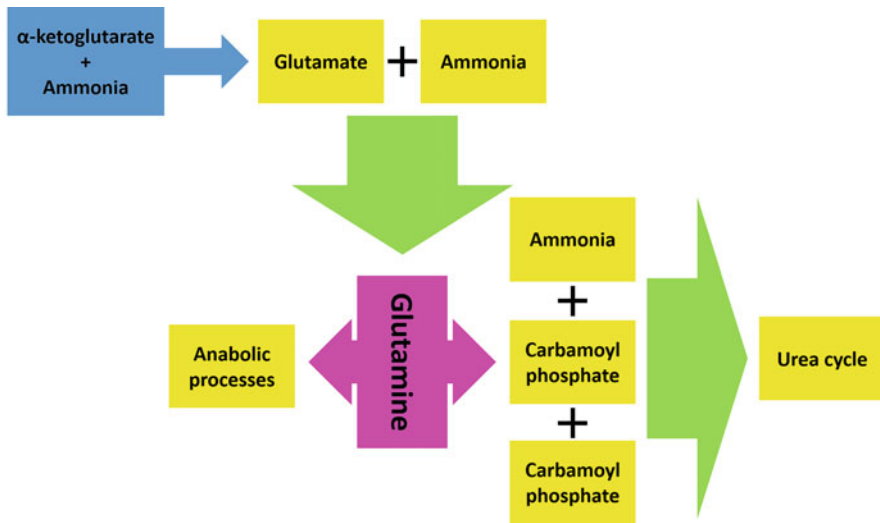 α-ketoglutarate
+
Ammonia
Glutamate + Ammonia
Ammonia
+
Carbamoyl
phosphate
+
Carbamoyl
phosphate
Glutamine
Anabolic
processes
Urea cycle